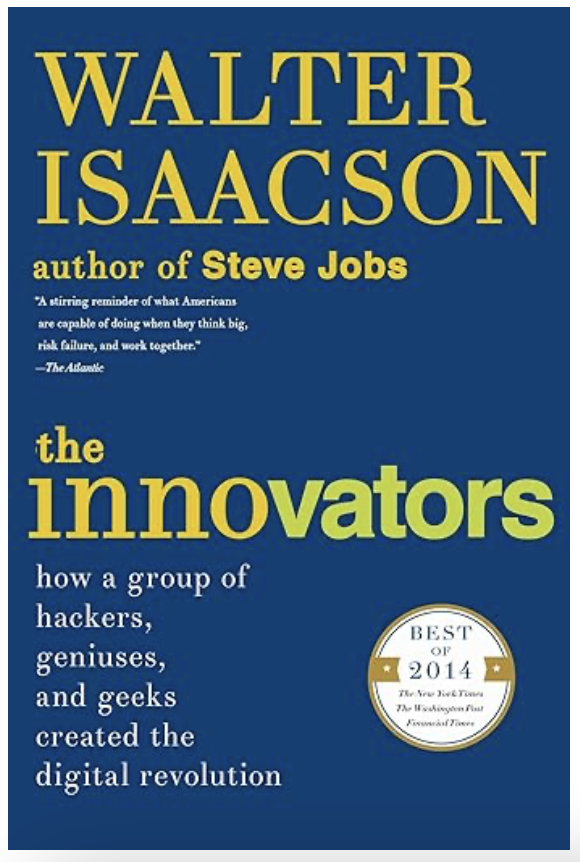 WALTER
ISAACSON
author of Steve Jobs
“A stirring reminder of what Americans
are capable of doing when they think big,
risk failure, and work together.”
—The Atlantic
the
innovators
how a group of
hackers,
geniuses,
and geeks
created the
digital revolution
BEST
OF
2014
The New York Times
The Washington Post
Financial Times